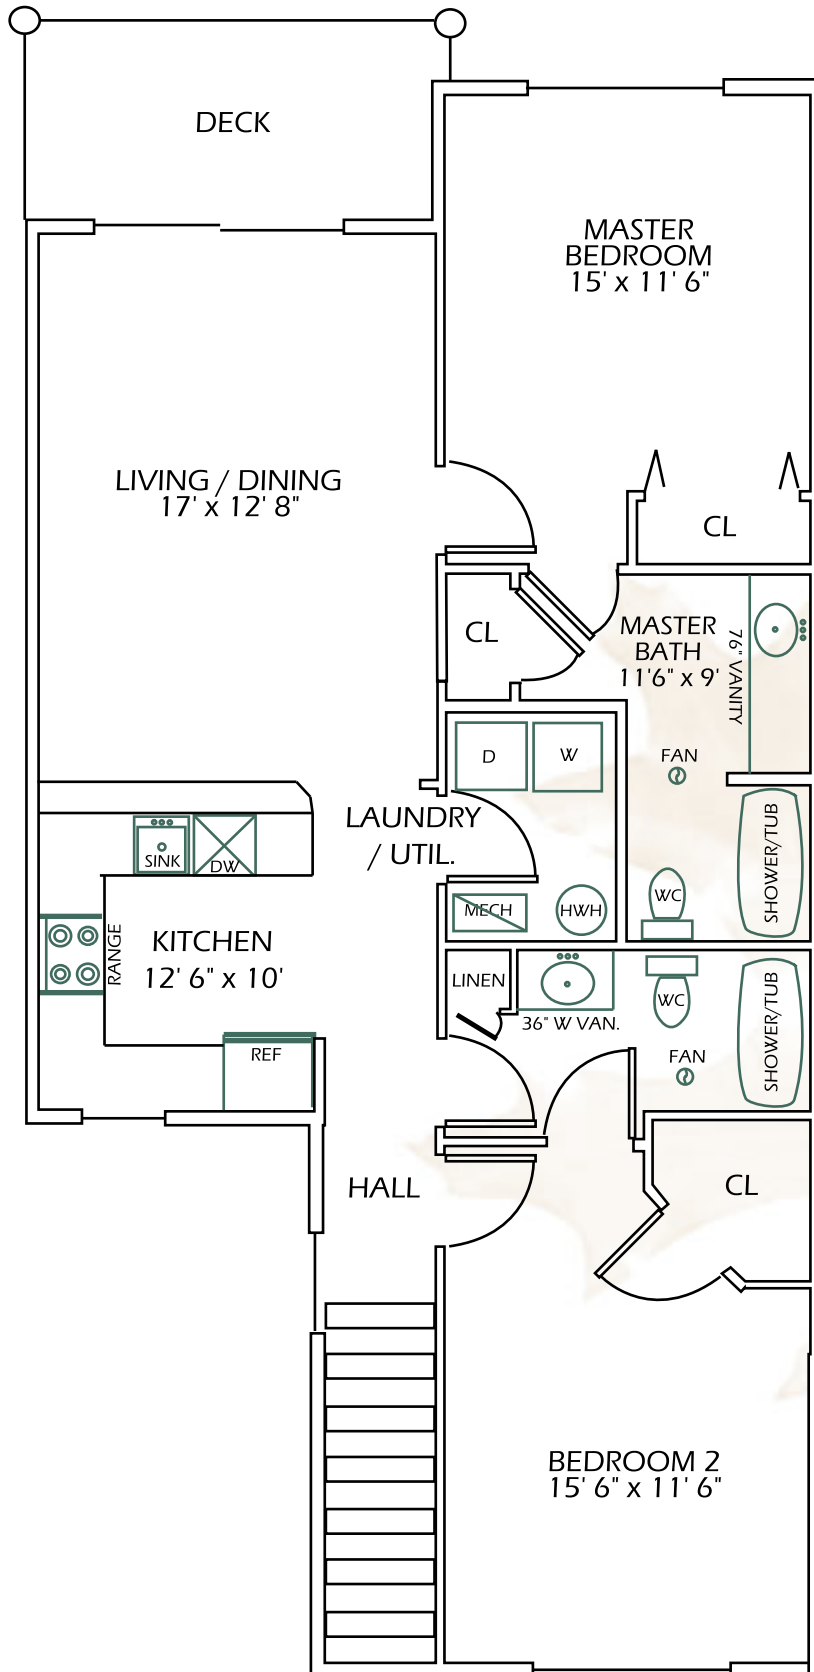 DECK
MASTER
BEDROOM
15' x 11' 6"
LIVING / DINING
17' x 12' 8"
CL
CL
MASTER
BATH
11'6" x 9'
76" VANITY
D
W
FAN
LAUNDRY
/ UTIL.
SHOWER/TUB
SINK
DW
WC
MECH
HWH
RANGE
KITCHEN
12' 6" x 10'
LINEN
WC
SHOWER/TUB
36" W VAN.
REF
FAN
HALL
CL
BEDROOM 2
15' 6" x 11' 6"